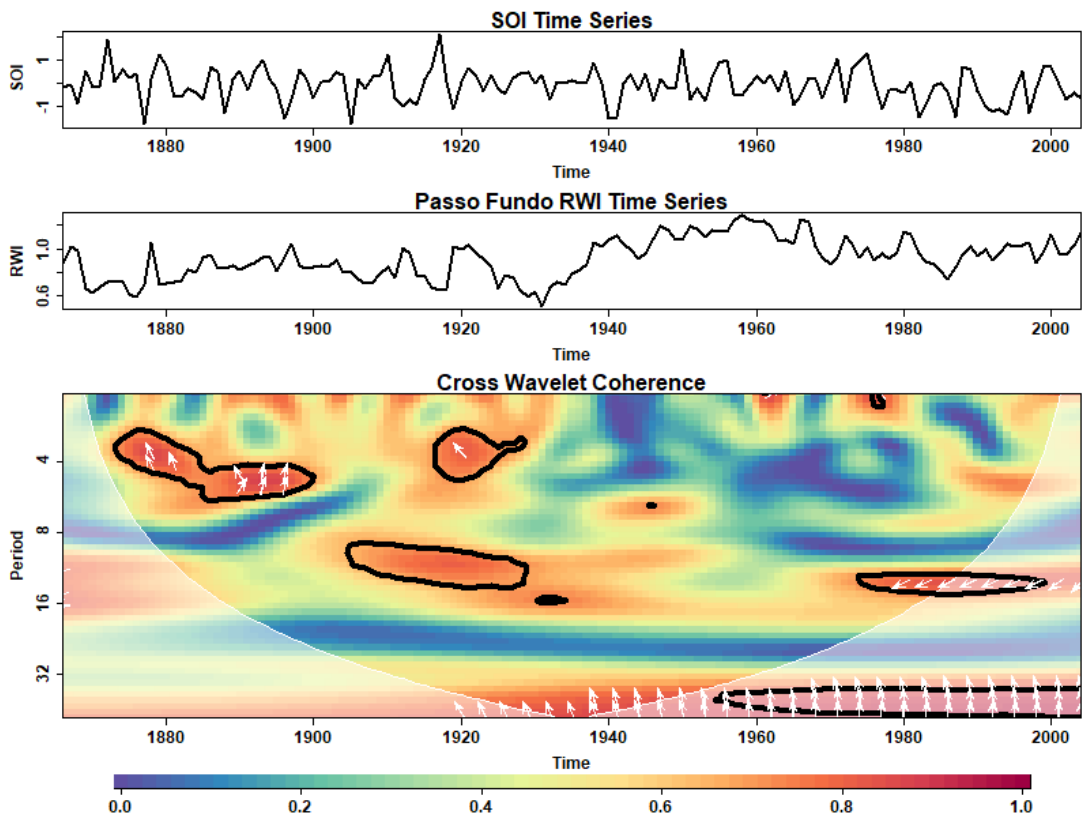 SOI Time Series
SOI
1
-1
1880 1900 1920 1940 1960 1980 2000
Time
Passo Fundo RWI Time Series
RWI
1.0
0.6
1880 1900 1920 1940 1960 1980 2000
Time
Cross Wavelet Coherence
Period
4
8
16
32
1880 1900 1920 1940 1960 1980 2000
Time
0.0 0.2 0.4 0.6 0.8 1.0